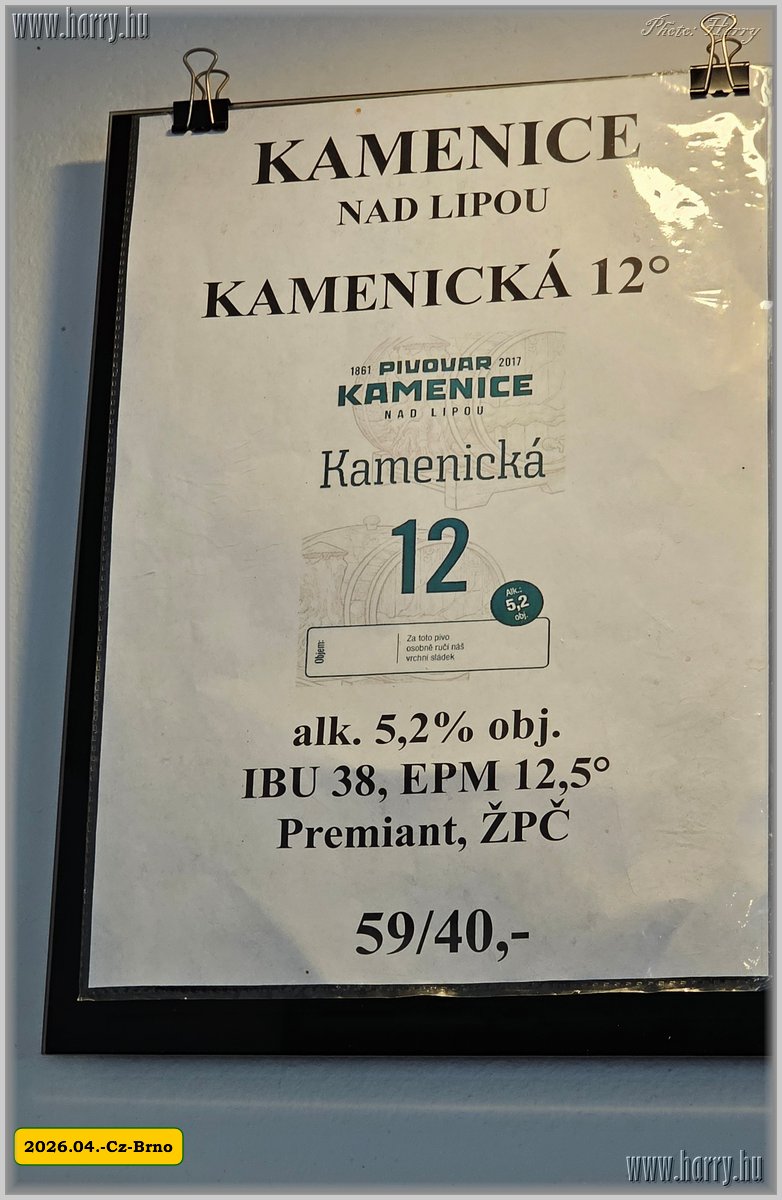 www.harry.hu
Photo: Harry
KAMENICE
NAD LIPOU
KAMENICKÁ 12°
1861 PIVOVAR 2017
KAMENICE
NAD LIPOU
Kamenická
12
Alk.:
5,2
obj.
Objem:
Za toto pivo
osobně ručí náš
vrchní sládek
alk. 5,2% obj.
IBU 38, EPM 12,5°
Premiant, ŽPČ
59/40,-
2026.04.-Cz-Brno
www.harry.hu